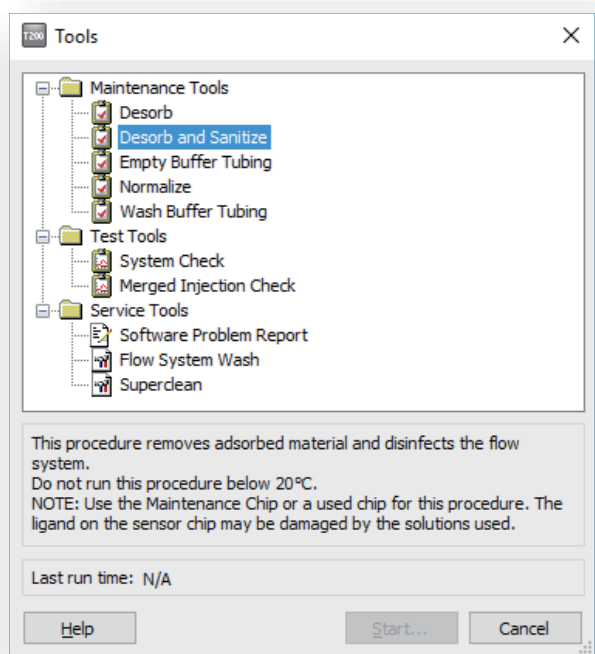 T200 Tools
Maintenance Tools
Desorb
Desorb and Sanitize
Empty Buffer Tubing
Normalize
Wash Buffer Tubing
Test Tools
System Check
Merged Injection Check
Service Tools
Software Problem Report
Flow System Wash
Superclean
This procedure removes adsorbed material and disinfects the flow
system.
Do not run this procedure below 20°C.
NOTE: Use the Maintenance Chip or a used chip for this procedure. The
ligand on the sensor chip may be damaged by the solutions used.
Last run time: N/A
Help Start... Cancel